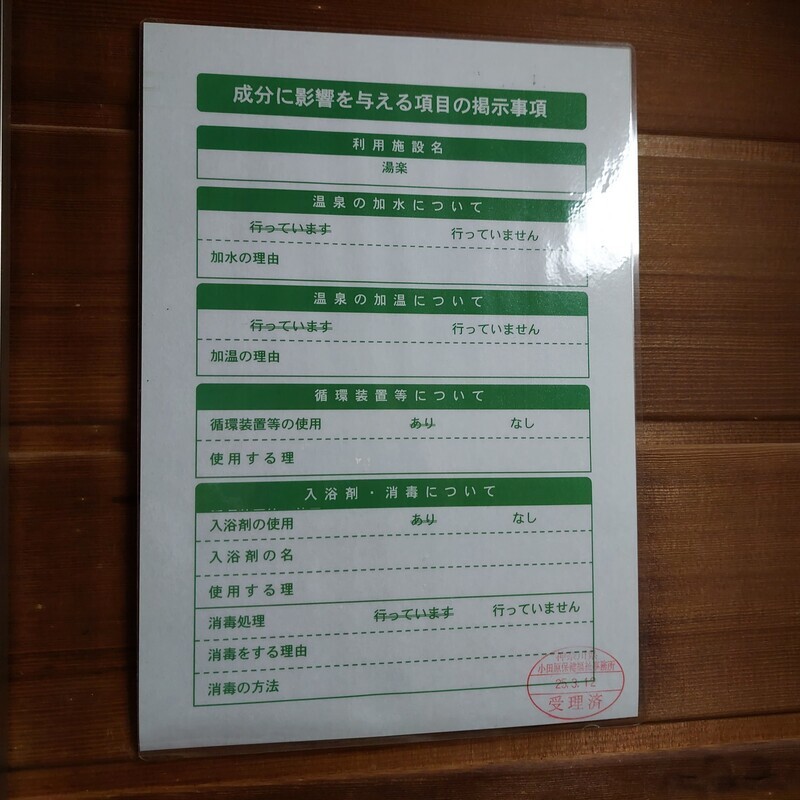 成分に影響を与える項目の掲示事項
利用施設名
湯楽
温泉の加水について
行っています 行っていません
加水の理由
温泉の加温について
行っています 行っていません
加温の理由
循環装置等について
循環装置等の使用 あり なし
使用する理
入浴剤・消毒について
入浴剤の使用 あり なし
入浴剤の名
使用する理
消毒処理 行っています 行っていません
消毒をする理由
消毒の方法
小田原保健福祉事務所
25.3.12
受理済